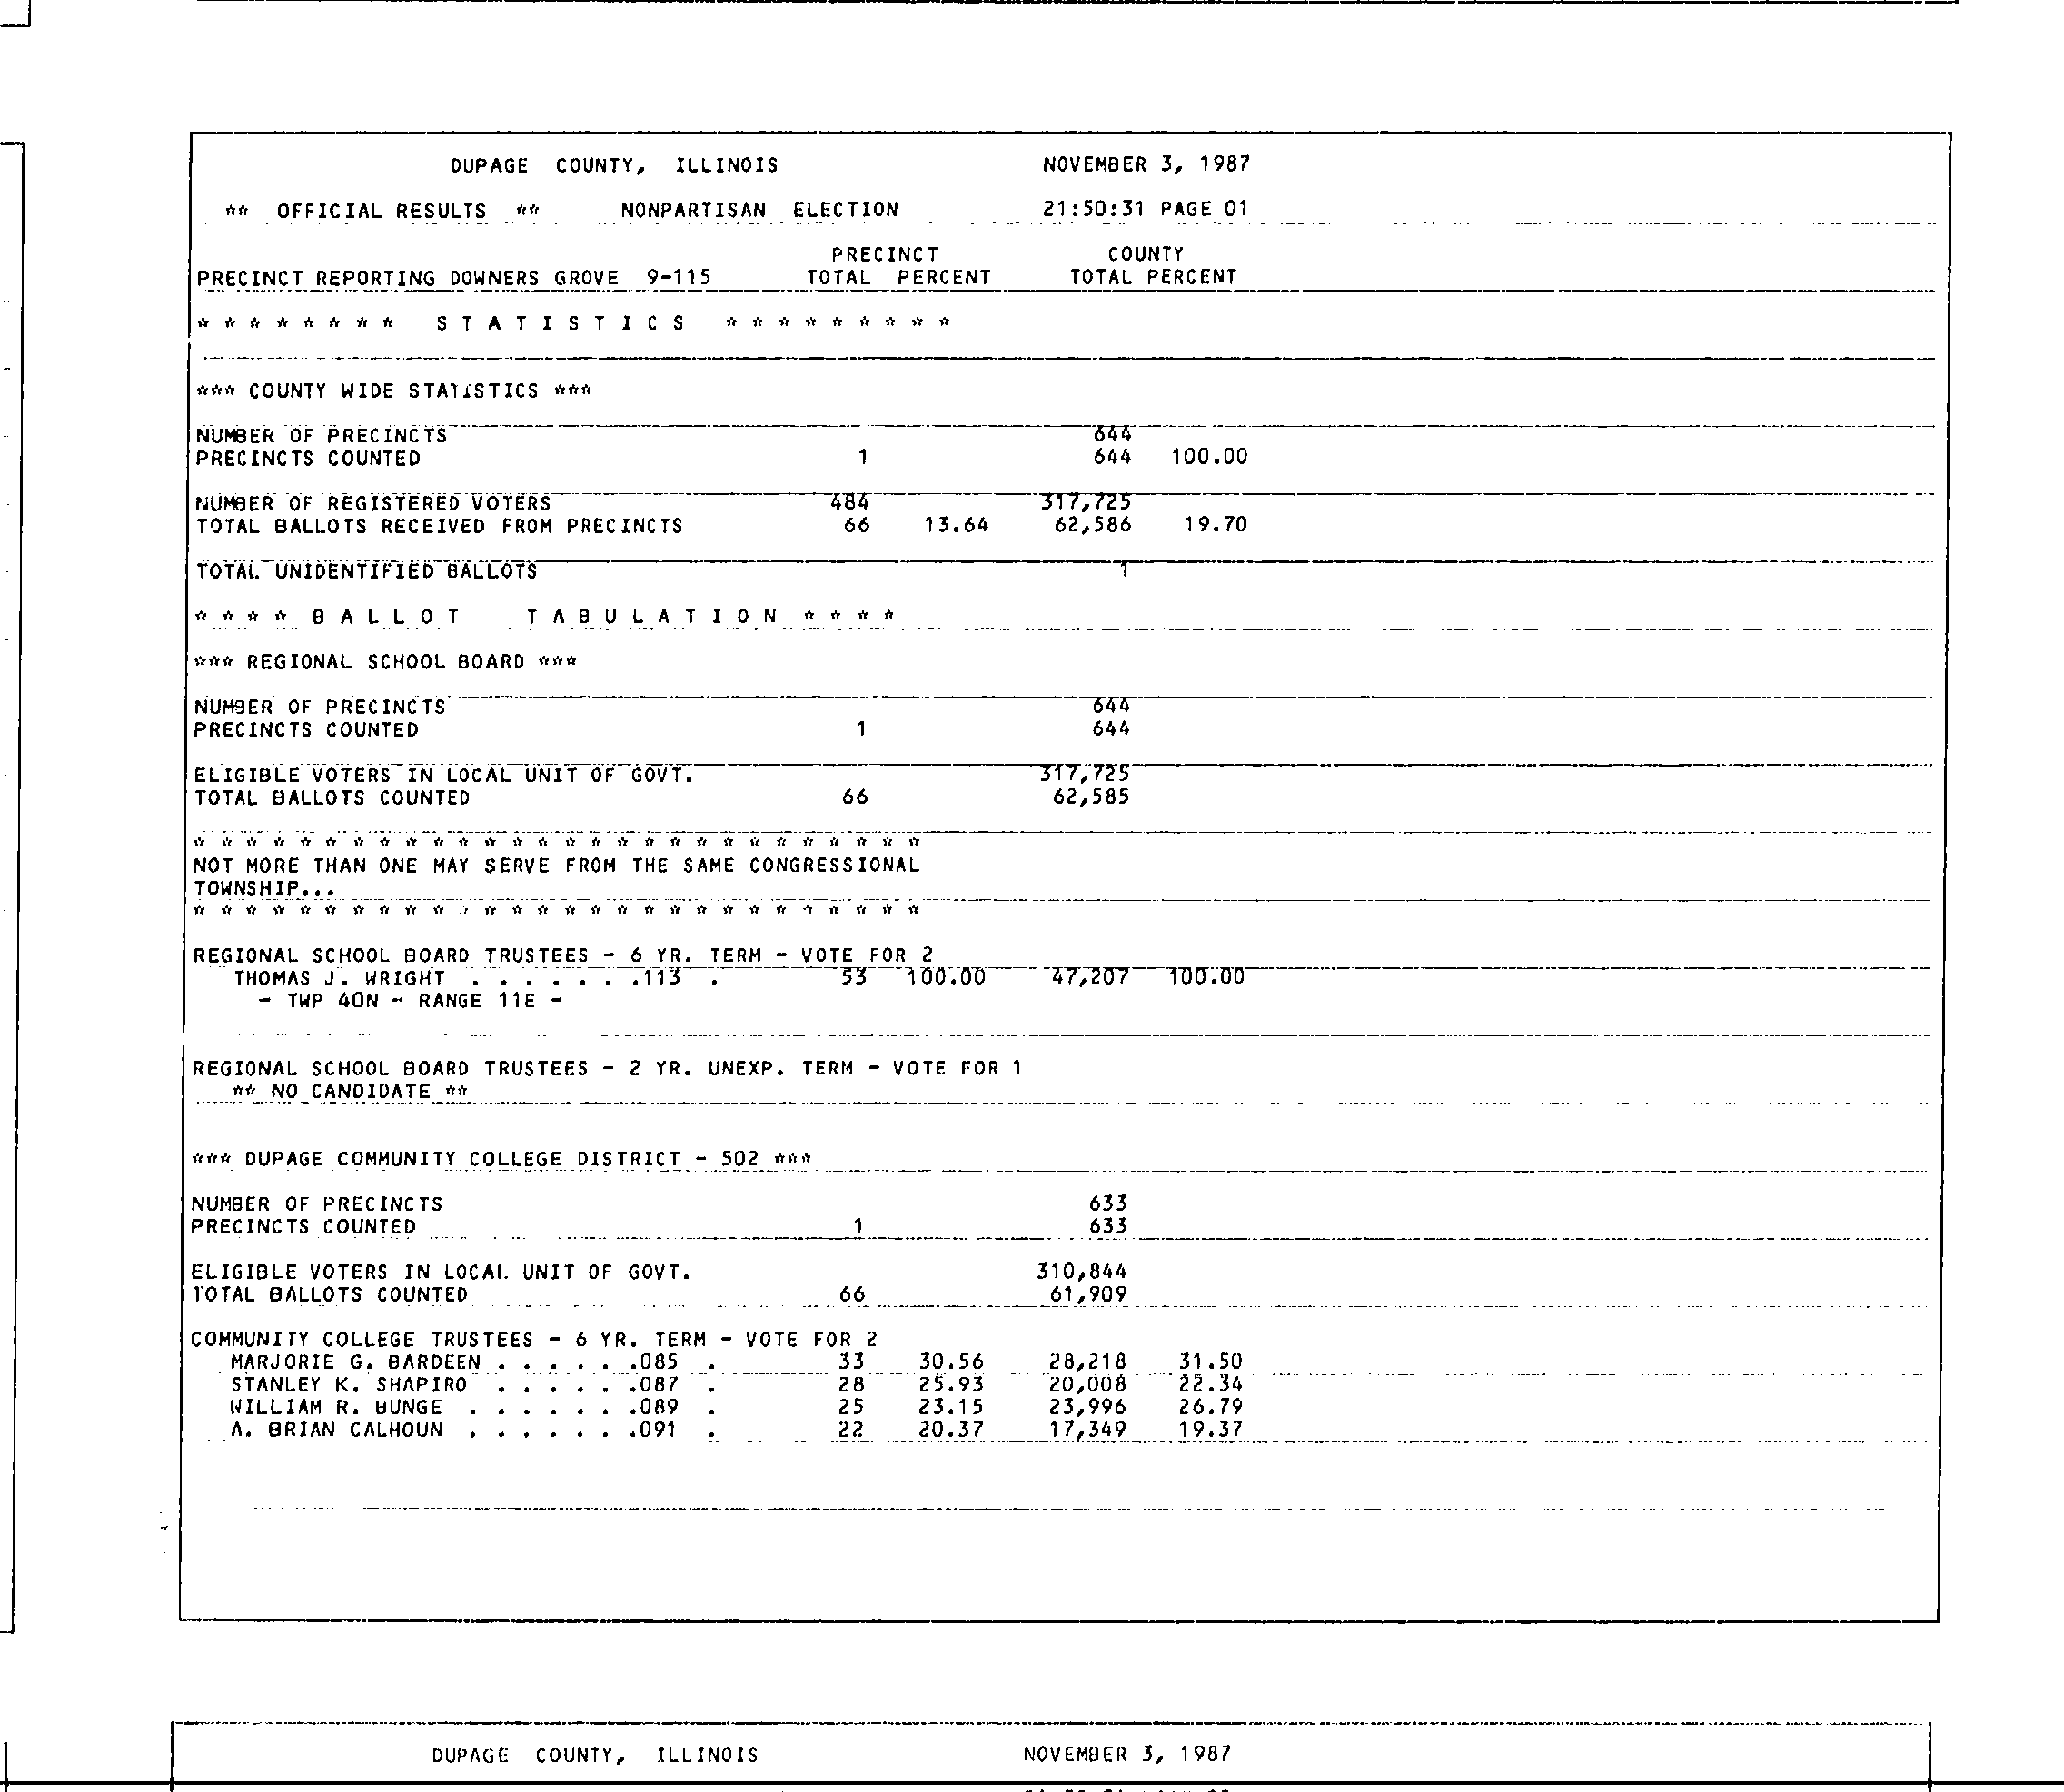 DUPAGE COUNTY, ILLINOIS NOVEMBER 3, 1987
** OFFICIAL RESULTS ** NONPARTISAN ELECTION 21:50:31 PAGE 01
PRECINCT COUNTY
PRECINCT REPORTING DOWNERS GROVE 9-115 TOTAL PERCENT TOTAL PERCENT
* * * * * * * * S T A T I S T I C S * * * * * * * * *
*** COUNTY WIDE STATISTICS ***
NUMBER OF PRECINCTS 644
PRECINCTS COUNTED 1 644 100.00
NUMBER OF REGISTERED VOTERS 484 317,725
TOTAL BALLOTS RECEIVED FROM PRECINCTS 66 13.64 62,586 19.70
TOTAL UNIDENTIFIED BALLOTS 1
* * * * B A L L O T T A B U L A T I O N * * * *
*** REGIONAL SCHOOL BOARD ***
NUMBER OF PRECINCTS 644
PRECINCTS COUNTED 1 644
ELIGIBLE VOTERS IN LOCAL UNIT OF GOVT. 317,725
TOTAL BALLOTS COUNTED 66 62,585
* * * * * * * * * * * * * * * * * * * * * * * * * * * *
NOT MORE THAN ONE MAY SERVE FROM THE SAME CONGRESSIONAL
TOWNSHIP...
* * * * * * * * * * * * * * * * * * * * * * * * * * * *
REGIONAL SCHOOL BOARD TRUSTEES - 6 YR. TERM - VOTE FOR 2
THOMAS J. WRIGHT . . . . . . .113 . 53 100.00 47,207 100.00
- TWP 40N - RANGE 11E -
REGIONAL SCHOOL BOARD TRUSTEES - 2 YR. UNEXP. TERM - VOTE FOR 1
** NO CANDIDATE **
*** DUPAGE COMMUNITY COLLEGE DISTRICT - 502 ***
NUMBER OF PRECINCTS 633
PRECINCTS COUNTED 1 633
ELIGIBLE VOTERS IN LOCAL UNIT OF GOVT. 310,844
TOTAL BALLOTS COUNTED 66 61,909
COMMUNITY COLLEGE TRUSTEES - 6 YR. TERM - VOTE FOR 2
MARJORIE G. BARDEEN . . . . . .085 . 33 30.56 28,218 31.50
STANLEY K. SHAPIRO . . . . . .087 . 28 25.93 20,008 22.34
WILLIAM R. BUNGE . . . . . . .089 . 25 23.15 23,996 26.79
A. BRIAN CALHOUN . . . . . . .091 . 22 20.37 17,349 19.37
DUPAGE COUNTY, ILLINOIS NOVEMBER 3, 1987